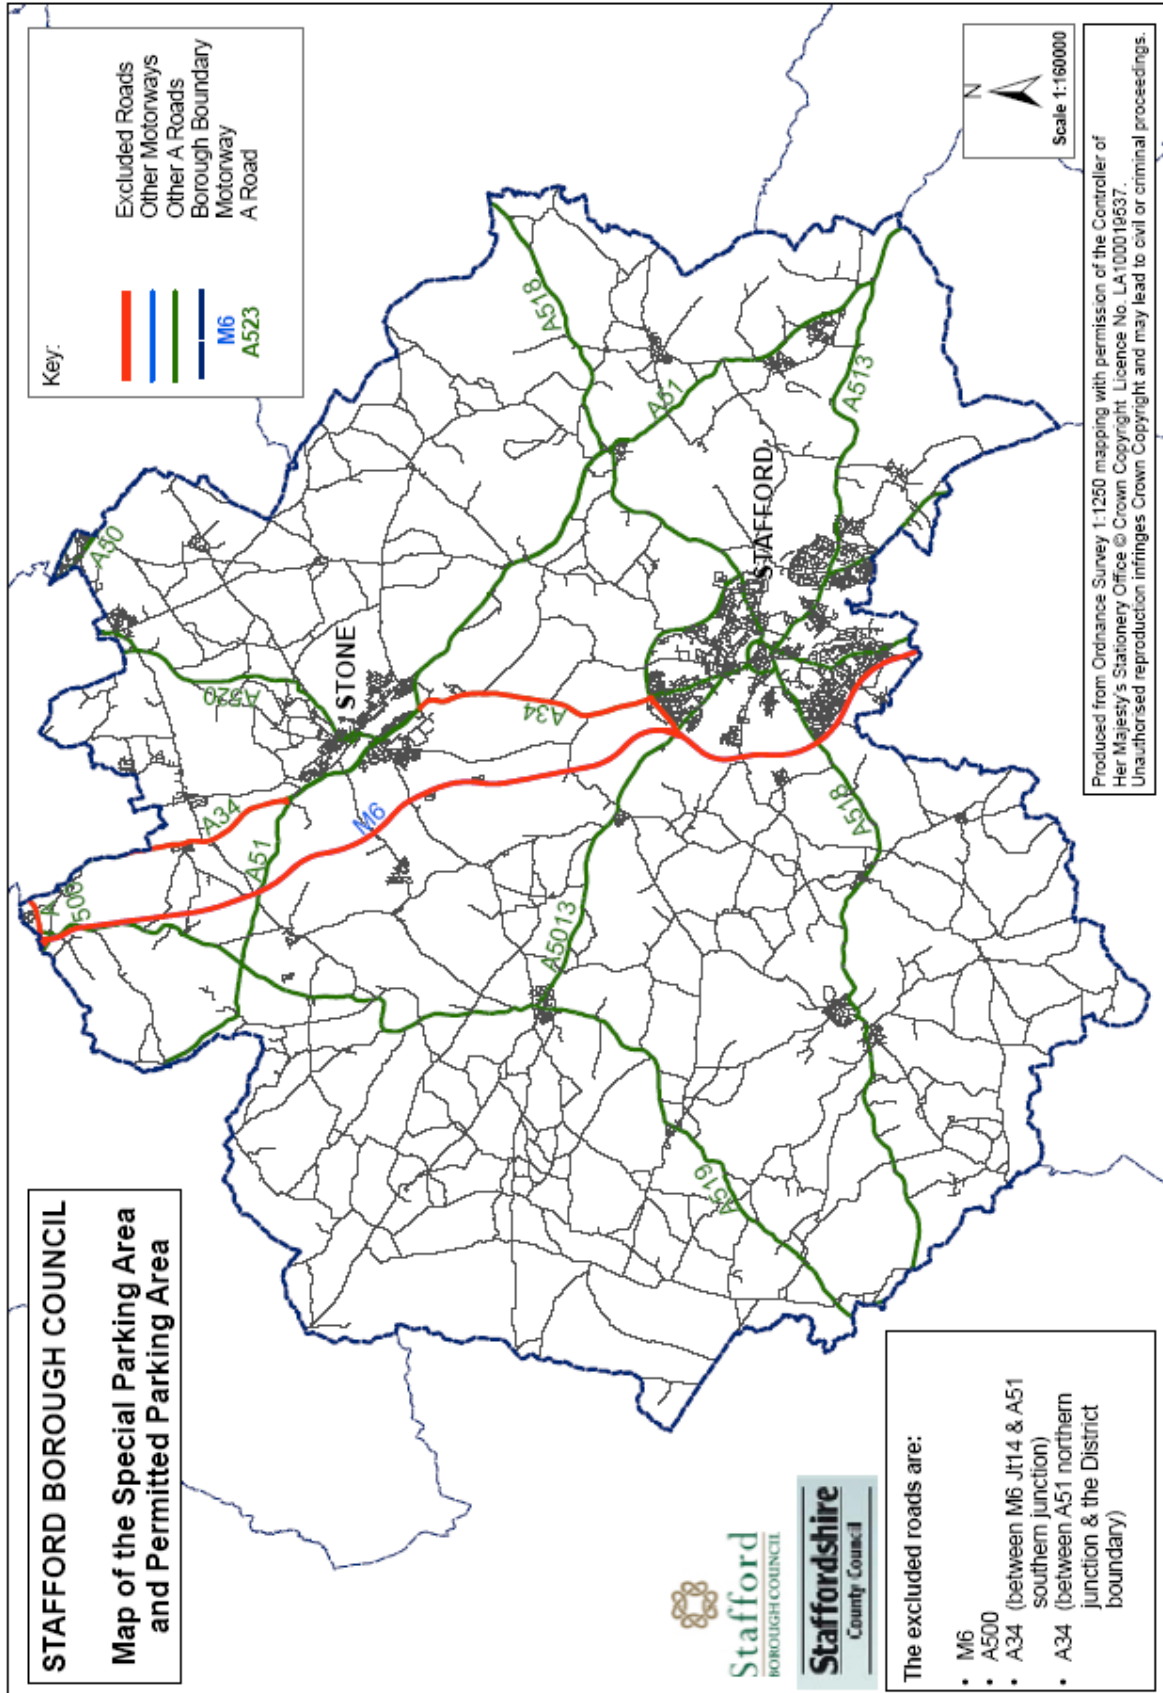 STAFFORD BOROUGH COUNCIL
Map of the Special Parking Area
and Permitted Parking Area
Key:
Excluded Roads
Other Motorways
Other A Roads
Borough Boundary
M6 Motorway
A523 A Road
A50
A520
STONE
A34
A51
A500
M6
A34
A518
A51
A513
STAFFORD
A5013
A518
A519
Stafford
BOROUGH COUNCIL
Staffordshire
County Council
The excluded roads are:
• M6
• A500
• A34 (between M6 Jt14 & A51
southern junction)
• A34 (between A51 northern
junction & the District
boundary)
N
Scale 1:160000
Produced from Ordnance Survey 1:1250 mapping with permission of the Controller of
Her Majesty's Stationery Office © Crown Copyright. Licence No. LA100019537.
Unauthorised reproduction infringes Crown Copyright and may lead to civil or criminal proceedings.